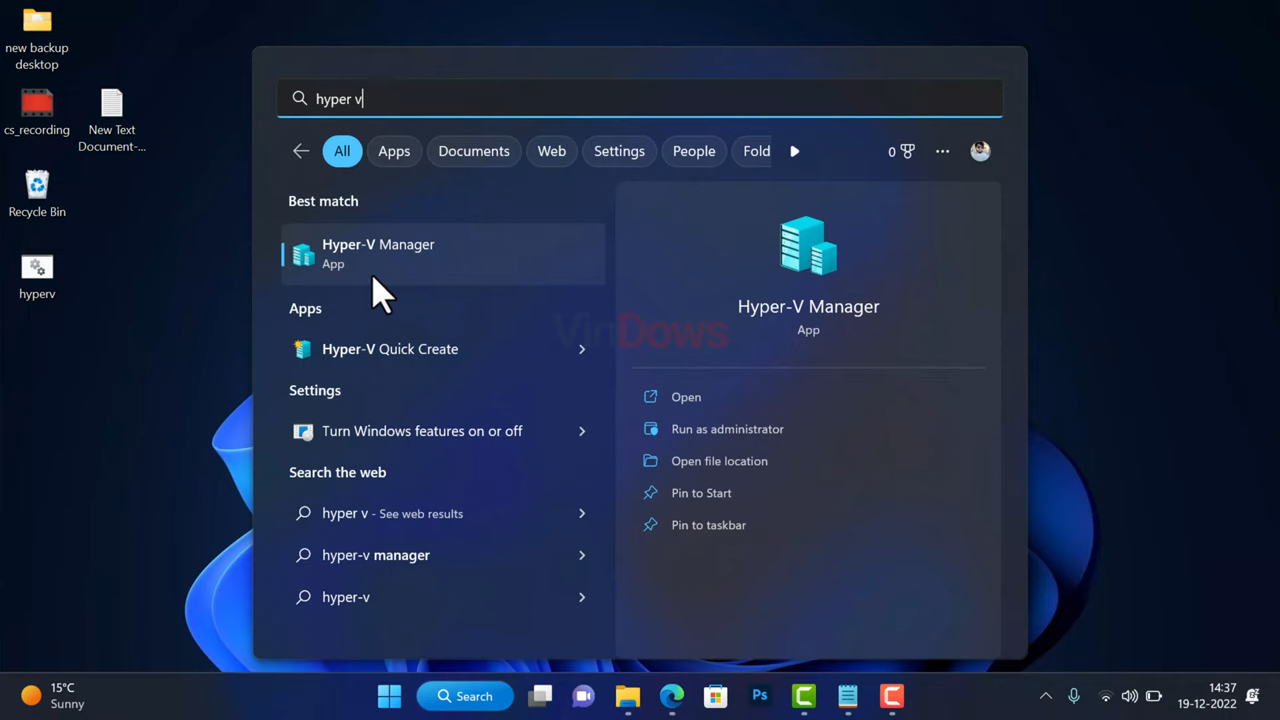 new backup
desktop
cs_recording
New Text
Document-...
Recycle Bin
hyperv
hyper v
All
Apps
Documents
Web
Settings
People
Fold
0
Best match
Hyper-V Manager
App
Apps
Hyper-V Quick Create
Settings
Turn Windows features on or off
Search the web
hyper v - See web results
hyper-v manager
hyper-v
Hyper-V Manager
App
VinDows
Open
Run as administrator
Open file location
Pin to Start
Pin to taskbar
15°C
Sunny
Search
Ps
14:37
19-12-2022